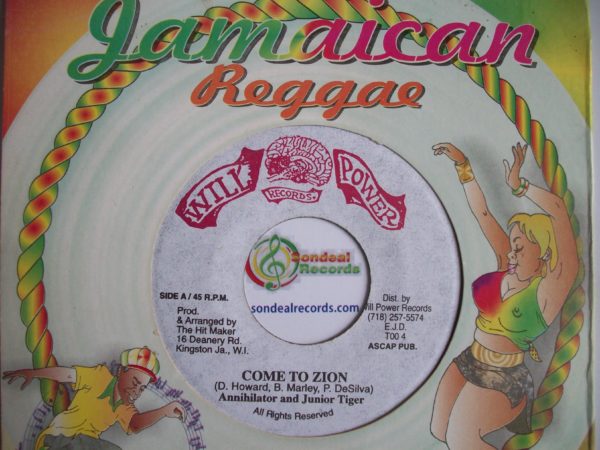 Jamaican
Reggae
WILL POWER
RECORDS.
Sondeal
Records
sondealrecords.com
SIDE A / 45 R.P.M.
Prod.
& Arranged by
The Hit Maker
16 Deanery Rd.
Kingston Ja., W.I.
Dist. by
Will Power Records
(718) 257-5574
E.J.D.
T00 4
ASCAP PUB.
COME TO ZION
(D. Howard, B. Marley, P. DeSilva)
Annihilator and Junior Tiger
All Rights Reserved